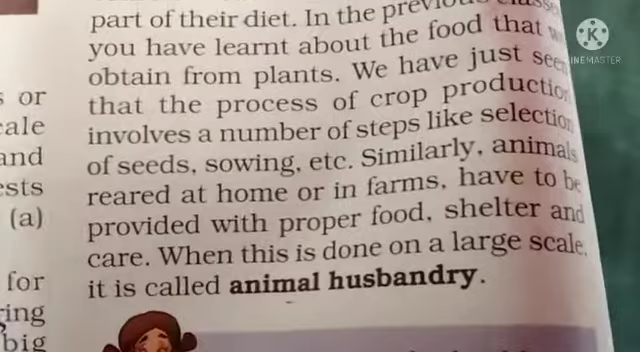 part of their diet. In the previous classes
you have learnt about the food that we
obtain from plants. We have just seen
that the process of crop production
involves a number of steps like selection
of seeds, sowing, etc. Similarly, animals
reared at home or in farms, have to be
provided with proper food, shelter and
care. When this is done on a large scale,
it is called animal husbandry.
s or
cale
and
ests
(a)
for
ring
big
K
INEMASTER